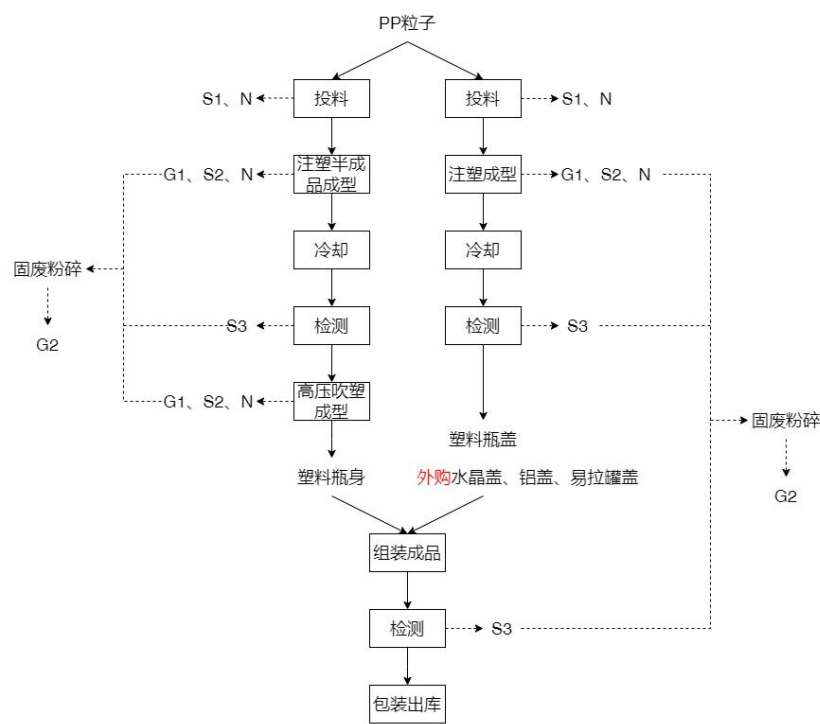 PP粒子
S1、N
投料
投料
S1、N
G1、S2、N
注塑半成
品成型
注塑成型
G1、S2、N
冷却
冷却
固废粉碎
S3
检测
检测
S3
G2
G1、S2、N
高压吹塑
成型
塑料瓶盖
固废粉碎
塑料瓶身
外购水晶盖、铝盖、易拉罐盖
G2
组装成品
检测
S3
包装出库